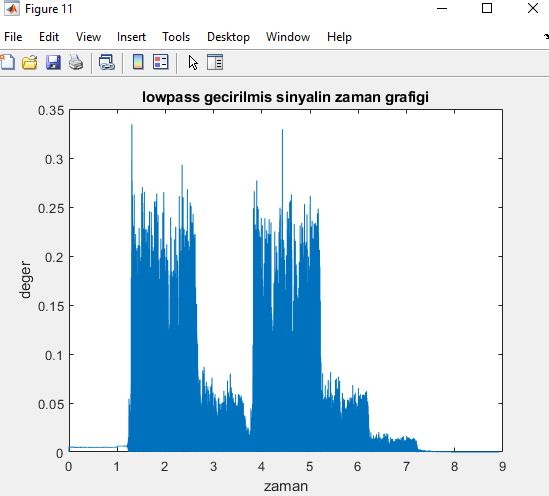 Figure 11
File Edit View Insert Tools Desktop Window Help
lowpass gecirilmis sinyalin zaman grafigi
0.35
0.3
0.25
0.2
0.15
0.1
0.05
0
deger
0 1 2 3 4 5 6 7 8 9
zaman